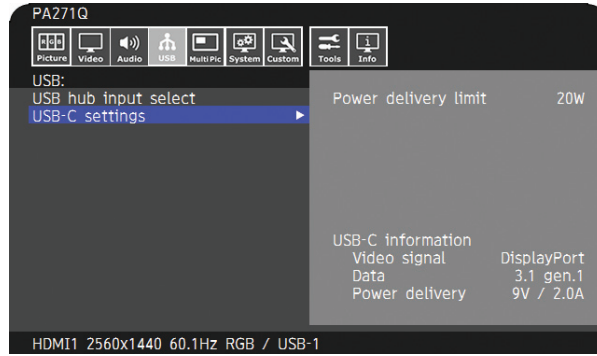 PA271Q
R G B
Picture Video Audio USB Multi Pic System Custom Tools Info
USB:
USB hub input select
USB-C settings
Power delivery limit 20W
USB-C information
Video signal DisplayPort
Data 3.1 gen.1
Power delivery 9V / 2.0A
HDMI1 2560x1440 60.1Hz RGB / USB-1